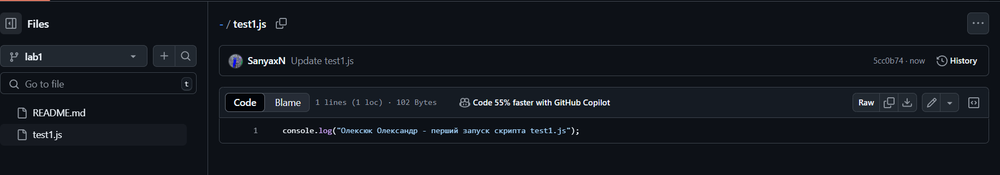 Files
lab1
Go to file
t
README.md
test1.js
- / test1.js
...
SanyaxN Update test1.js
5cc0b74 · now
History
Code
Blame
1 lines (1 loc) · 102 Bytes
Code 55% faster with GitHub Copilot
Raw
1 console.log("Олексюк Олександр - перший запуск скрипта test1.js");